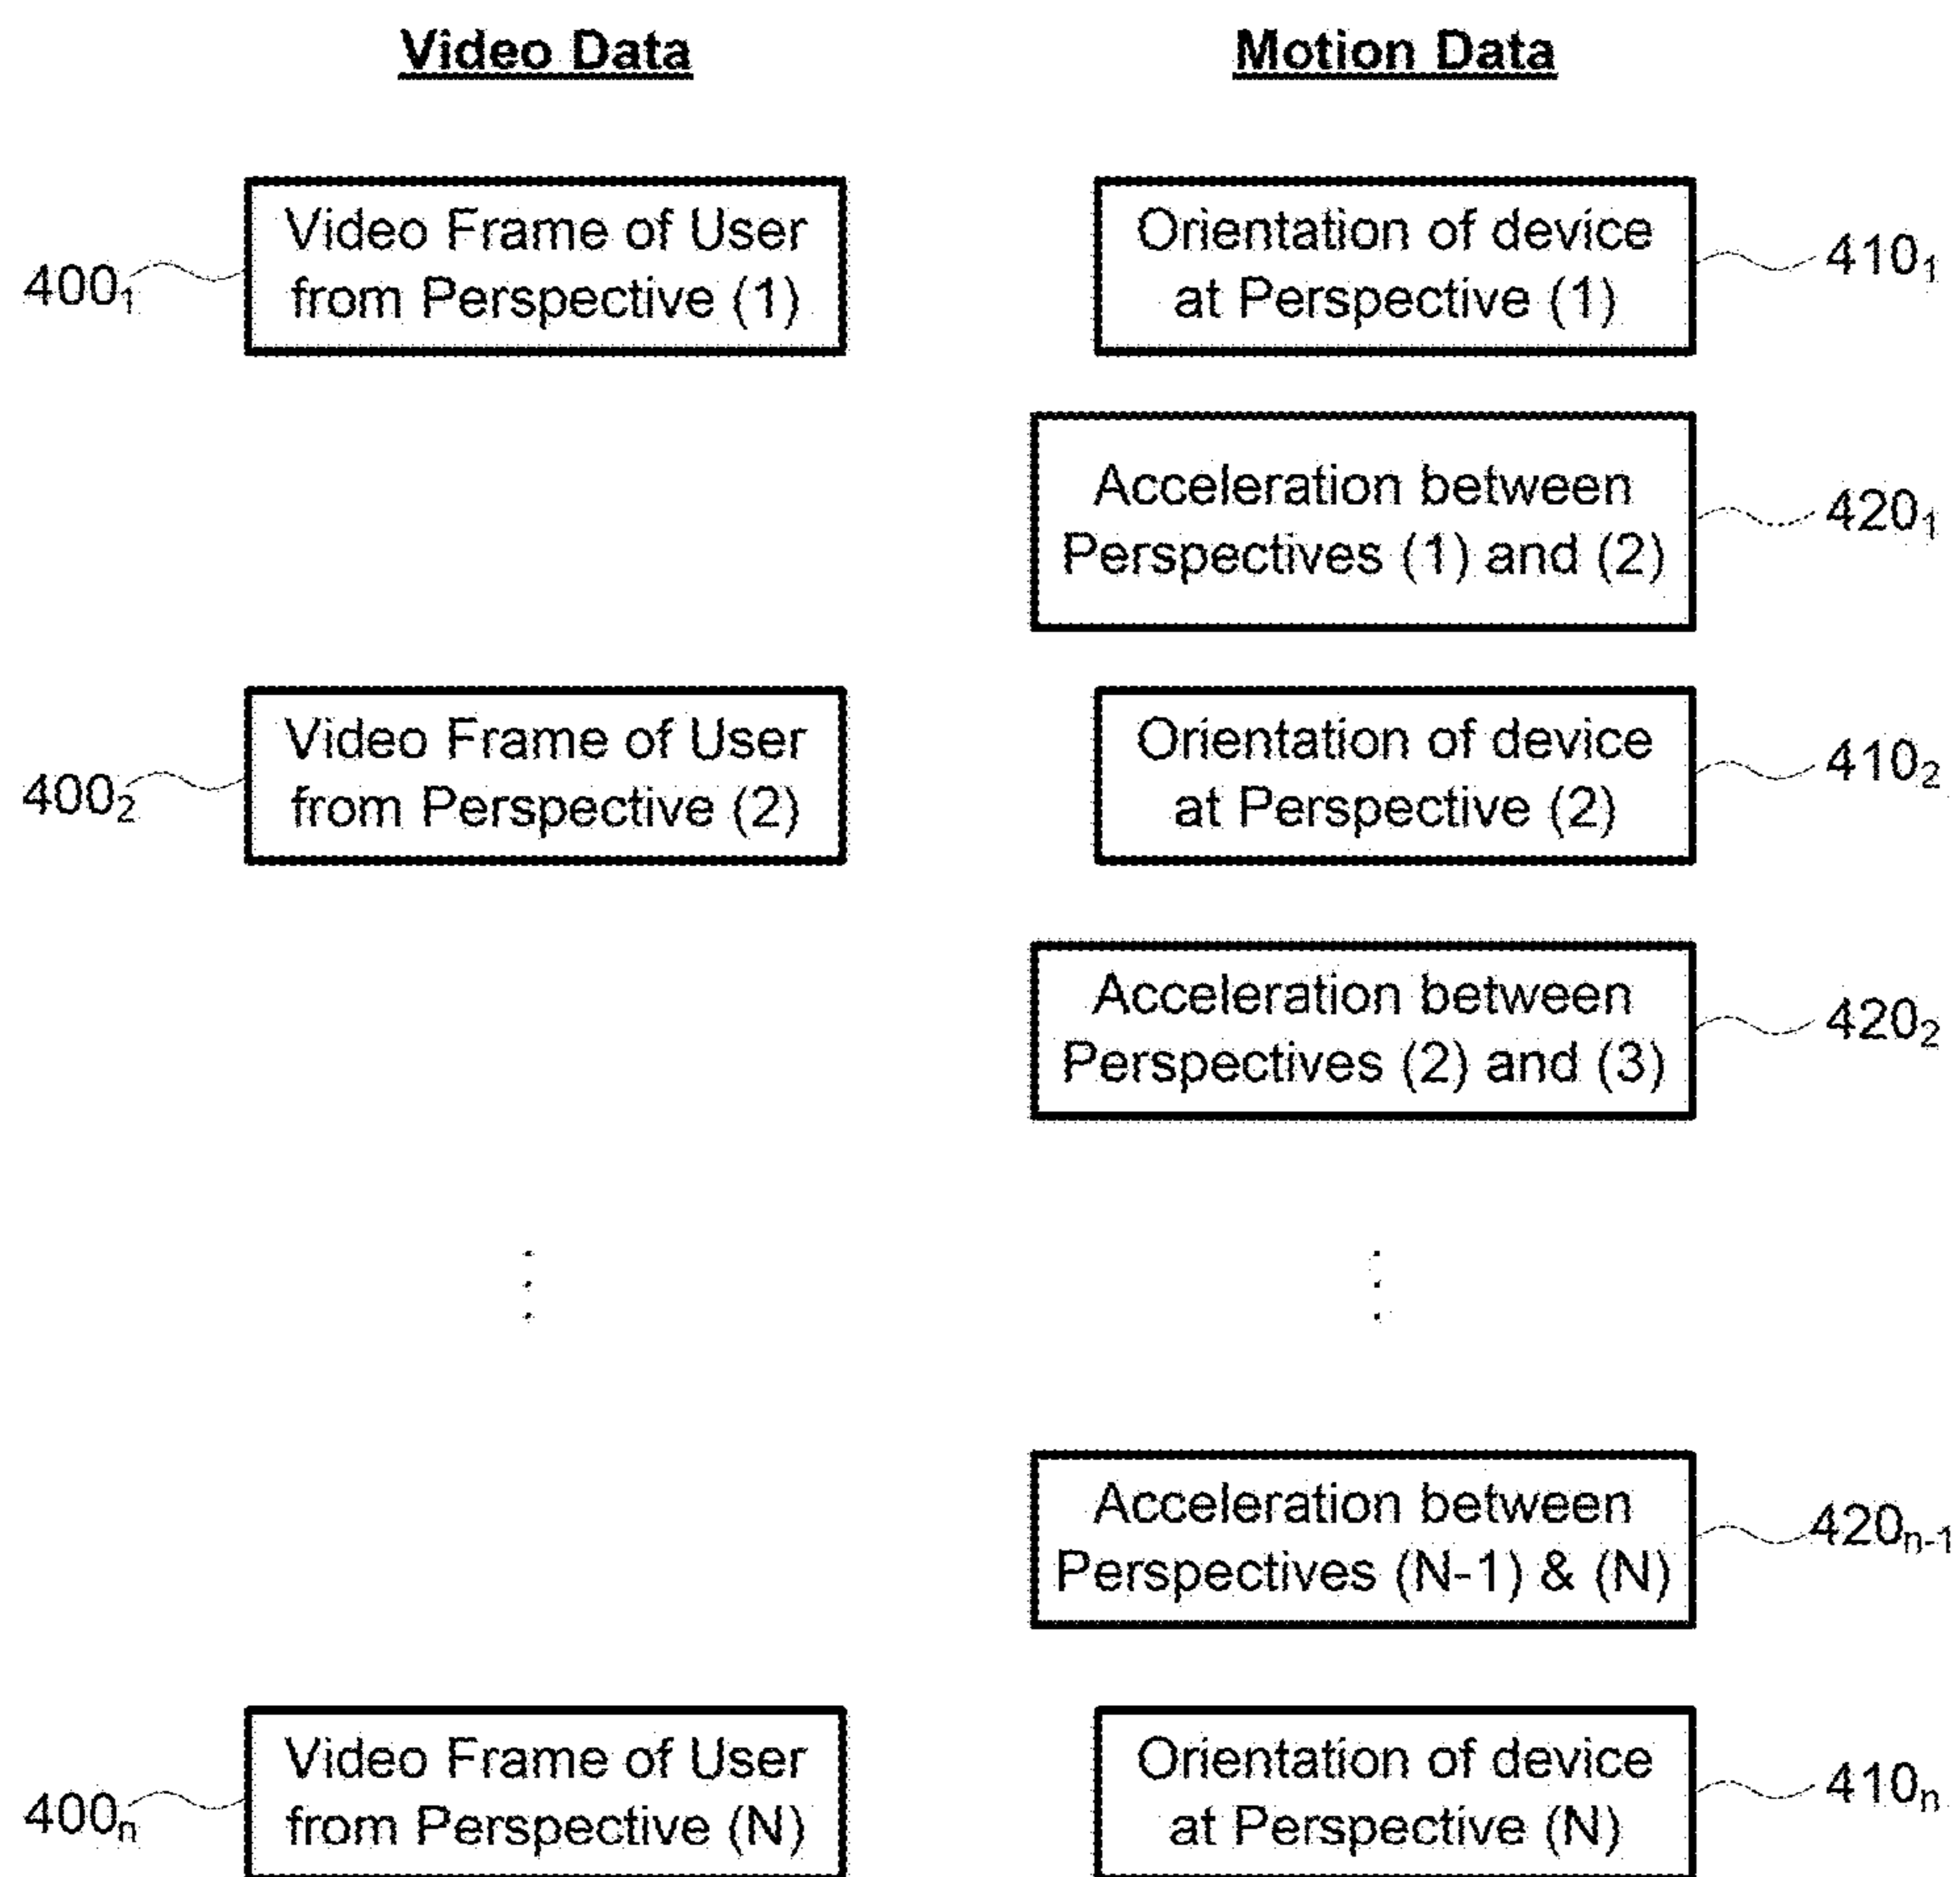 Video Data
Motion Data
Video Frame of User
from Perspective (1)
400₁
Orientation of device
at Perspective (1)
410₁
Acceleration between
Perspectives (1) and (2)
420₁
Video Frame of User
from Perspective (2)
400₂
Orientation of device
at Perspective (2)
410₂
Acceleration between
Perspectives (2) and (3)
420₂
Acceleration between
Perspectives (N-1) & (N)
420ₙ₋₁
Video Frame of User
from Perspective (N)
400ₙ
Orientation of device
at Perspective (N)
410ₙ